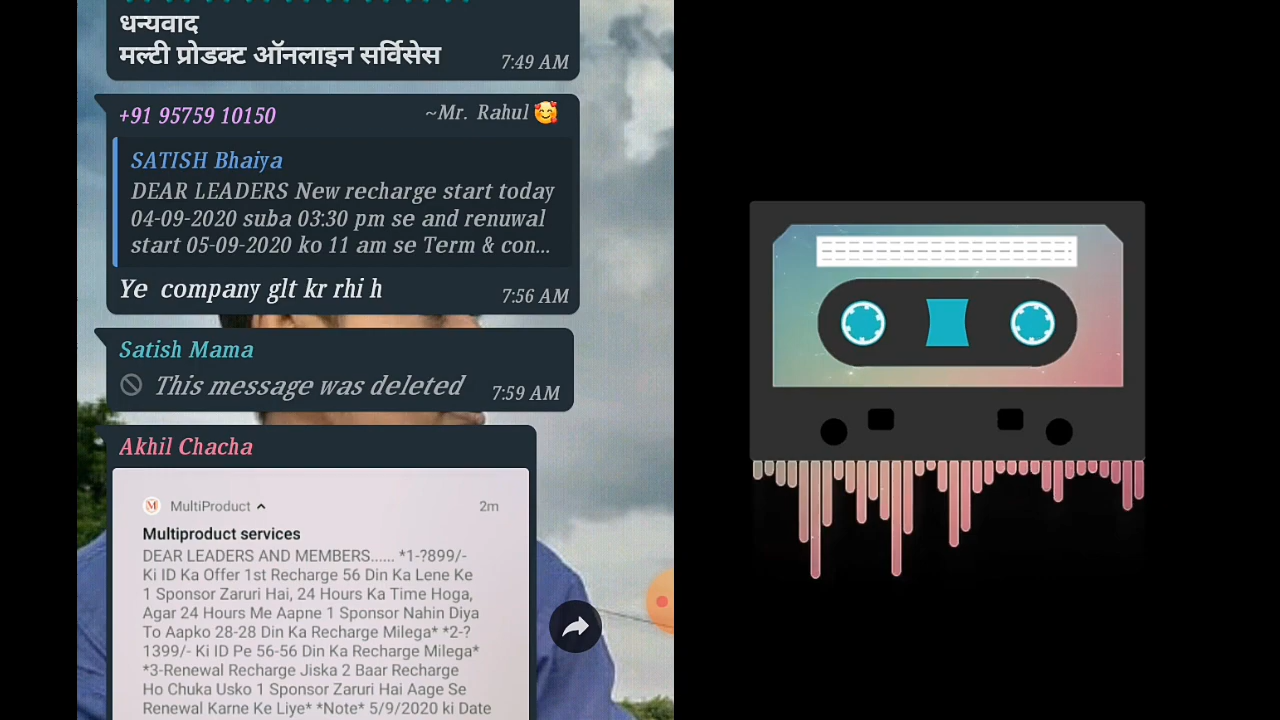 धन्यवाद
मल्टी प्रोडक्ट ऑनलाइन सर्विसेस
7:49 AM
+91 95759 10150
~Mr. Rahul 🥰
SATISH Bhaiya
DEAR LEADERS New recharge start today
04-09-2020 suba 03:30 pm se and renuwal
start 05-09-2020 ko 11 am se Term & con...
Ye company glt kr rhi h
7:56 AM
Satish Mama
This message was deleted
7:59 AM
Akhil Chacha
MultiProduct
2m
Multiproduct services
DEAR LEADERS AND MEMBERS...... *1-?899/-
Ki ID Ka Offer 1st Recharge 56 Din Ka Lene Ke
1 Sponsor Zaruri Hai, 24 Hours Ka Time Hoga,
Agar 24 Hours Me Aapne 1 Sponsor Nahin Diya
To Aapko 28-28 Din Ka Recharge Milega* *2-?
1399/- Ki ID Pe 56-56 Din Ka Recharge Milega*
*3-Renewal Recharge Jiska 2 Baar Recharge
Ho Chuka Usko 1 Sponsor Zaruri Hai Aage Se
Renewal Karne Ke Liye* *Note* 5/9/2020 ki Date